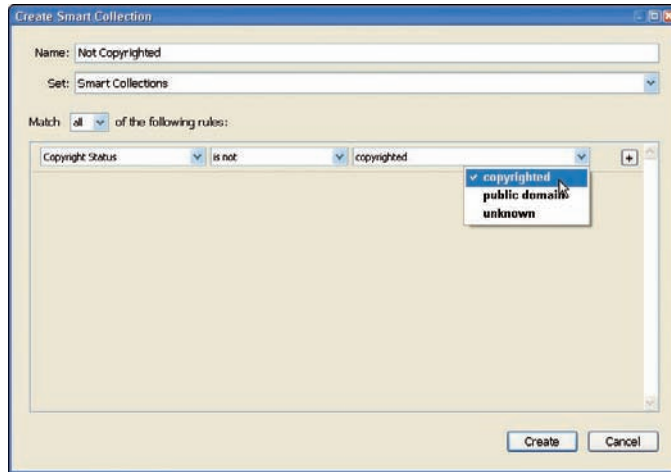 Create Smart Collection
Name: Not Copyrighted
Set: Smart Collections
Match all of the following rules:
Copyright Status is not copyrighted +
copyrighted
public domain
unknown
Create Cancel